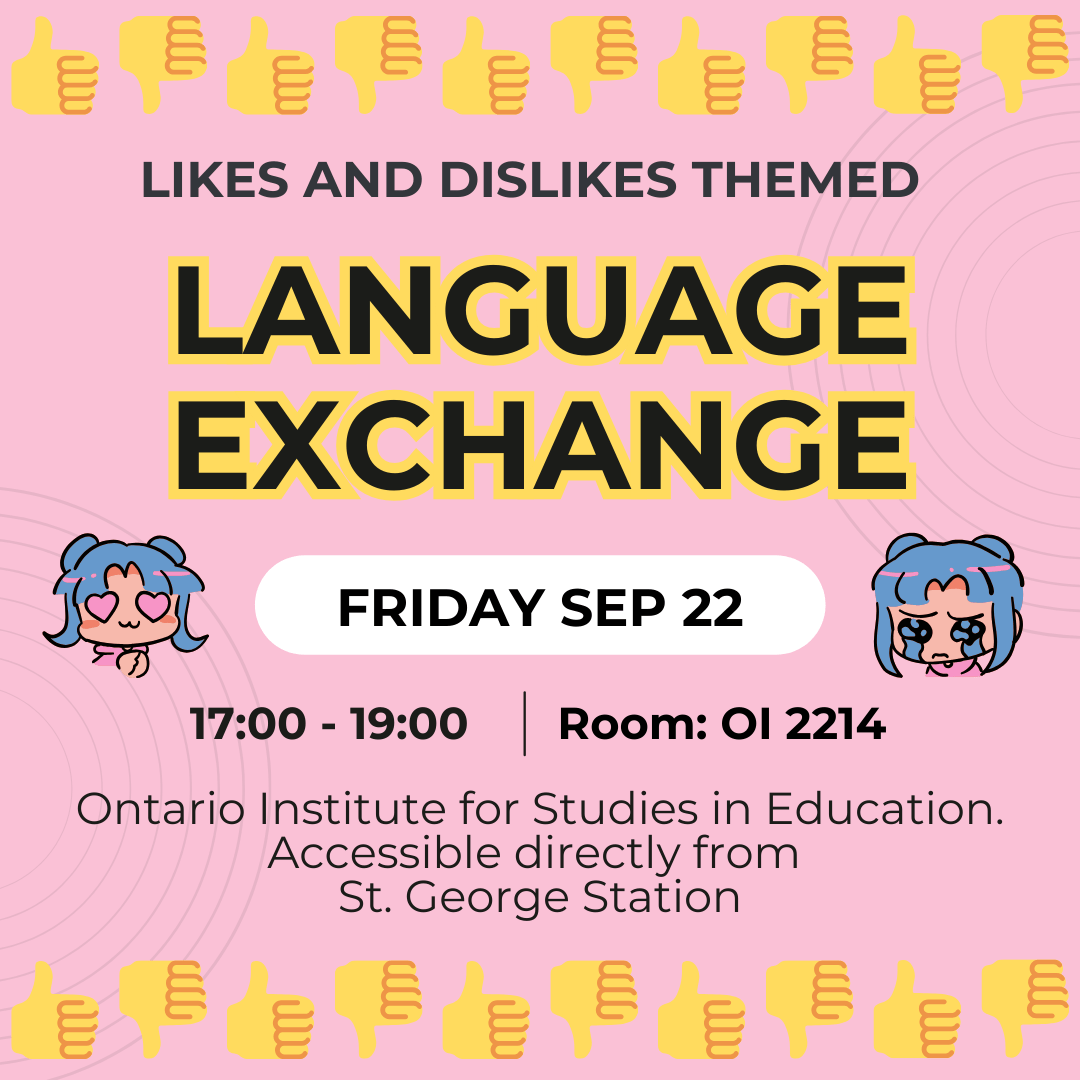 LIKES AND DISLIKES THEMED
LANGUAGE
EXCHANGE
FRIDAY SEP 22
17:00 - 19:00
Room: OI 2214
Ontario Institute for Studies in Education.
Accessible directly from
St. George Station